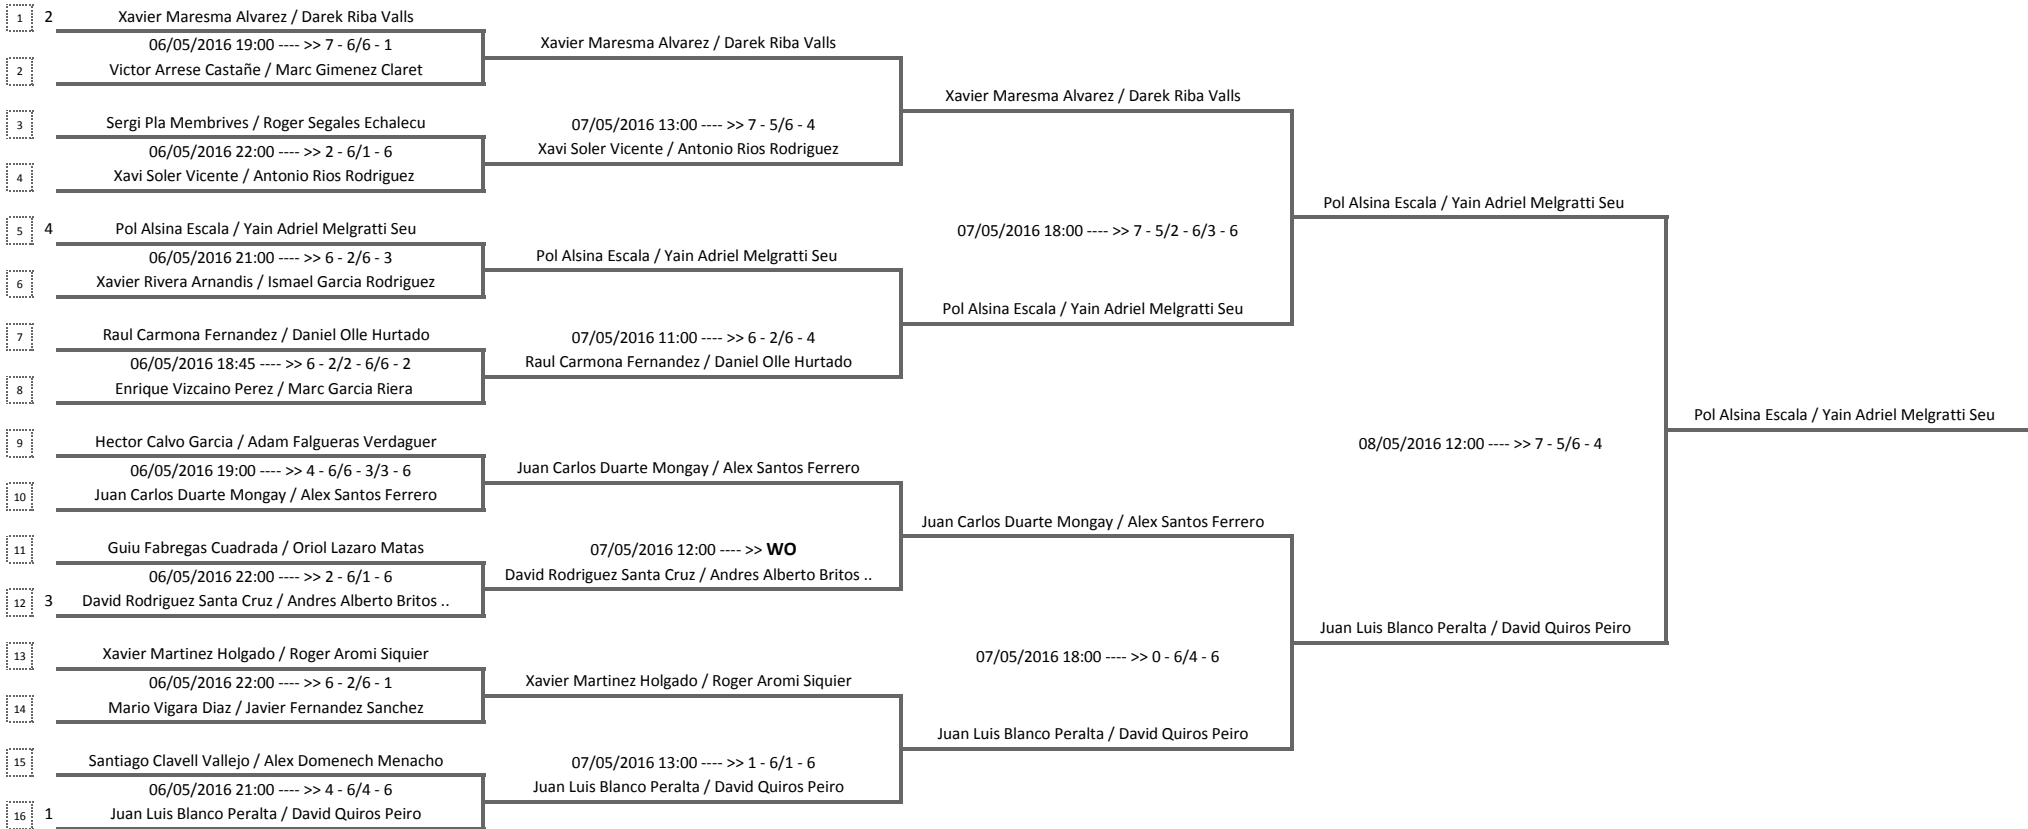 1 2 Xavier Maresma Alvarez / Darek Riba Valls
06/05/2016 19:00 ---- >> 7 - 6/6 - 1
2 Victor Arrese Castañe / Marc Gimenez Claret
3 Sergi Pla Membrives / Roger Segales Echalecu
06/05/2016 22:00 ---- >> 2 - 6/1 - 6
4 Xavi Soler Vicente / Antonio Rios Rodriguez
5 4 Pol Alsina Escala / Yain Adriel Melgratti Seu
06/05/2016 21:00 ---- >> 6 - 2/6 - 3
6 Xavier Rivera Arnandis / Ismael Garcia Rodriguez
7 Raul Carmona Fernandez / Daniel Olle Hurtado
06/05/2016 18:45 ---- >> 6 - 2/2 - 6/6 - 2
8 Enrique Vizcaino Perez / Marc Garcia Riera
9 Hector Calvo Garcia / Adam Falgueras Verdaguer
06/05/2016 19:00 ---- >> 4 - 6/6 - 3/3 - 6
10 Juan Carlos Duarte Mongay / Alex Santos Ferrero
11 Guiu Fabregas Cuadrada / Oriol Lazaro Matas
06/05/2016 22:00 ---- >> 2 - 6/1 - 6
12 3 David Rodriguez Santa Cruz / Andres Alberto Britos ..
13 Xavier Martinez Holgado / Roger Aromi Siquier
06/05/2016 22:00 ---- >> 6 - 2/6 - 1
14 Mario Vigara Diaz / Javier Fernandez Sanchez
15 Santiago Clavell Vallejo / Alex Domenech Menacho
06/05/2016 21:00 ---- >> 4 - 6/4 - 6
16 1 Juan Luis Blanco Peralta / David Quiros Peiro
Xavier Maresma Alvarez / Darek Riba Valls
07/05/2016 13:00 ---- >> 7 - 5/6 - 4
Xavi Soler Vicente / Antonio Rios Rodriguez
Pol Alsina Escala / Yain Adriel Melgratti Seu
07/05/2016 11:00 ---- >> 6 - 2/6 - 4
Raul Carmona Fernandez / Daniel Olle Hurtado
Juan Carlos Duarte Mongay / Alex Santos Ferrero
07/05/2016 12:00 ---- >> WO
David Rodriguez Santa Cruz / Andres Alberto Britos ..
Xavier Martinez Holgado / Roger Aromi Siquier
07/05/2016 13:00 ---- >> 1 - 6/1 - 6
Juan Luis Blanco Peralta / David Quiros Peiro
Xavier Maresma Alvarez / Darek Riba Valls
07/05/2016 18:00 ---- >> 7 - 5/2 - 6/3 - 6
Pol Alsina Escala / Yain Adriel Melgratti Seu
Juan Carlos Duarte Mongay / Alex Santos Ferrero
07/05/2016 18:00 ---- >> 0 - 6/4 - 6
Juan Luis Blanco Peralta / David Quiros Peiro
Pol Alsina Escala / Yain Adriel Melgratti Seu
08/05/2016 12:00 ---- >> 7 - 5/6 - 4
Juan Luis Blanco Peralta / David Quiros Peiro
Pol Alsina Escala / Yain Adriel Melgratti Seu